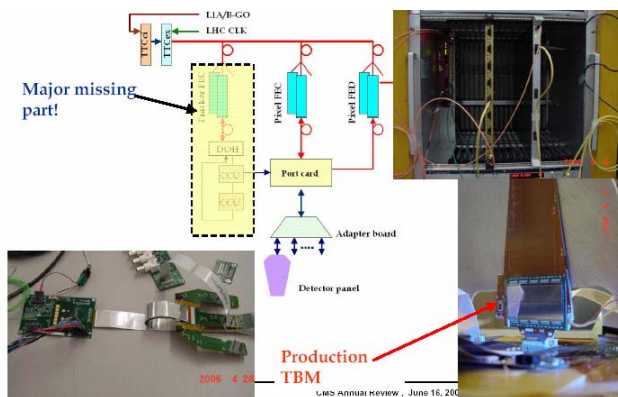 L1A/B-GO
LHC CLK
TTCci
TTCex
Major missing
part!
Tracker FEC
Pixel FEC
Pixel FED
DOH
CCU
CCU
Port card
Adapter board
Detector panel
Production
TBM
2006 4 28
CMS Annual Review , June 16, 200